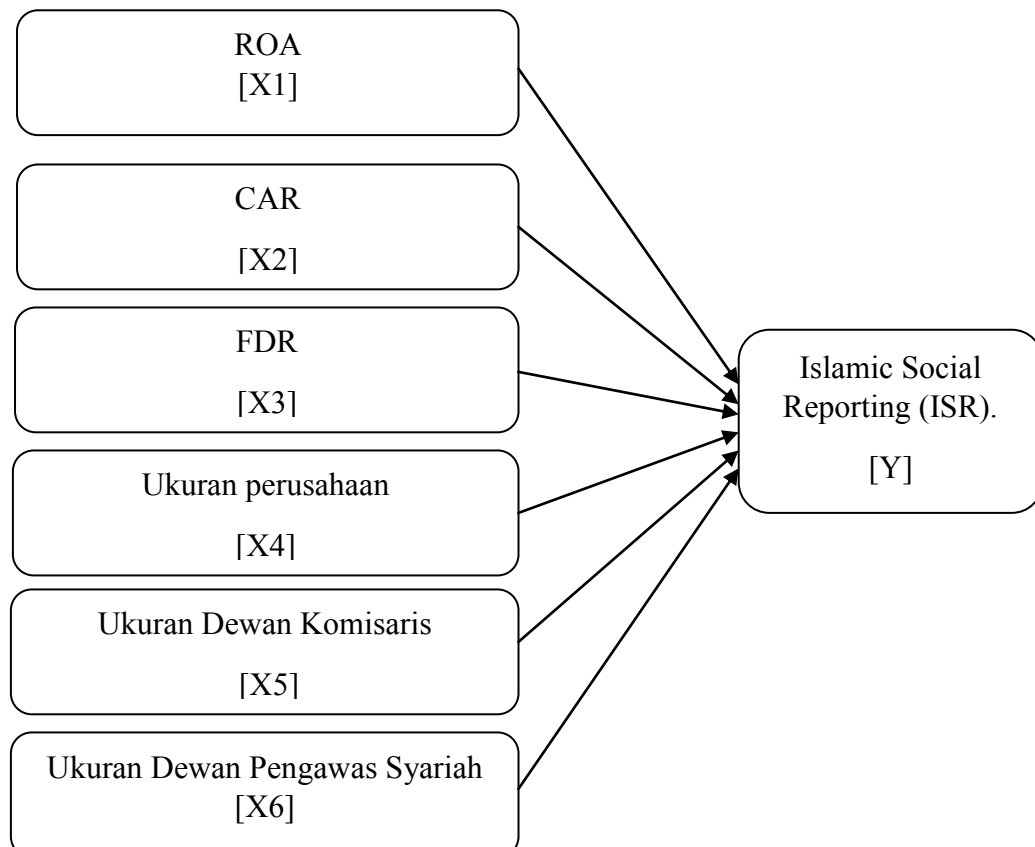 ROA
[X1]
CAR
[X2]
FDR
[X3]
Ukuran perusahaan
[X4]
Ukuran Dewan Komisaris
[X5]
Ukuran Dewan Pengawas Syariah
[X6]
Islamic Social
Reporting (ISR).
[Y]